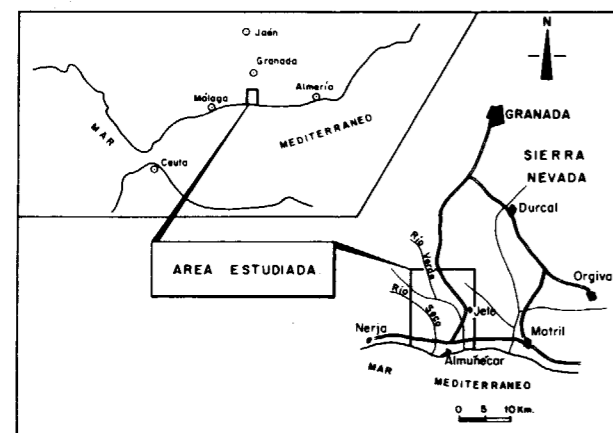 Jaén
Granada
Málaga
Almería
MAR
MEDITERRANEO
Ceuta
AREA ESTUDIADA
N
GRANADA
SIERRA
NEVADA
Durcal
Orgiva
Río Verde
Río Seco
Jete
Nerja
Motril
Almuñécar
MAR MEDITERRANEO
0 5 10 Km.